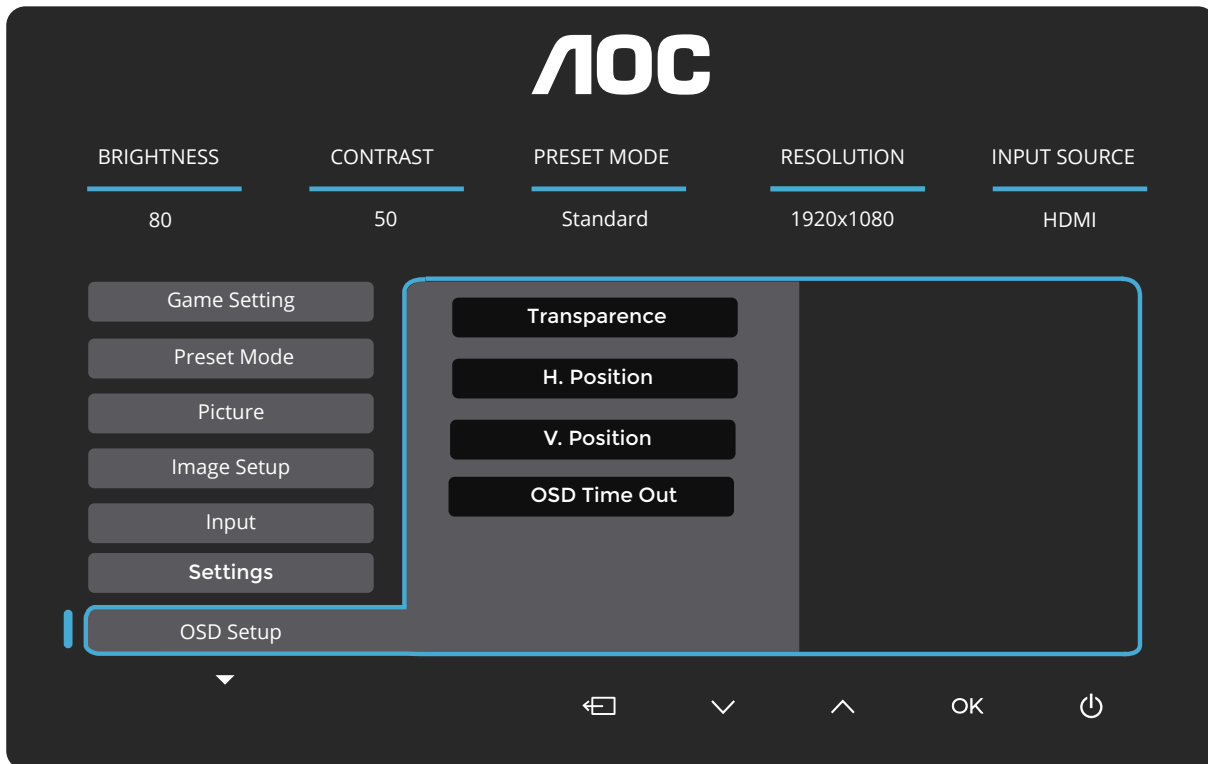 AOC
BRIGHTNESS CONTRAST PRESET MODE RESOLUTION INPUT SOURCE
80 50 Standard 1920x1080 HDMI
Game Setting
Preset Mode
Picture
Image Setup
Input
Settings
OSD Setup
Transparence
H. Position
V. Position
OSD Time Out
OK